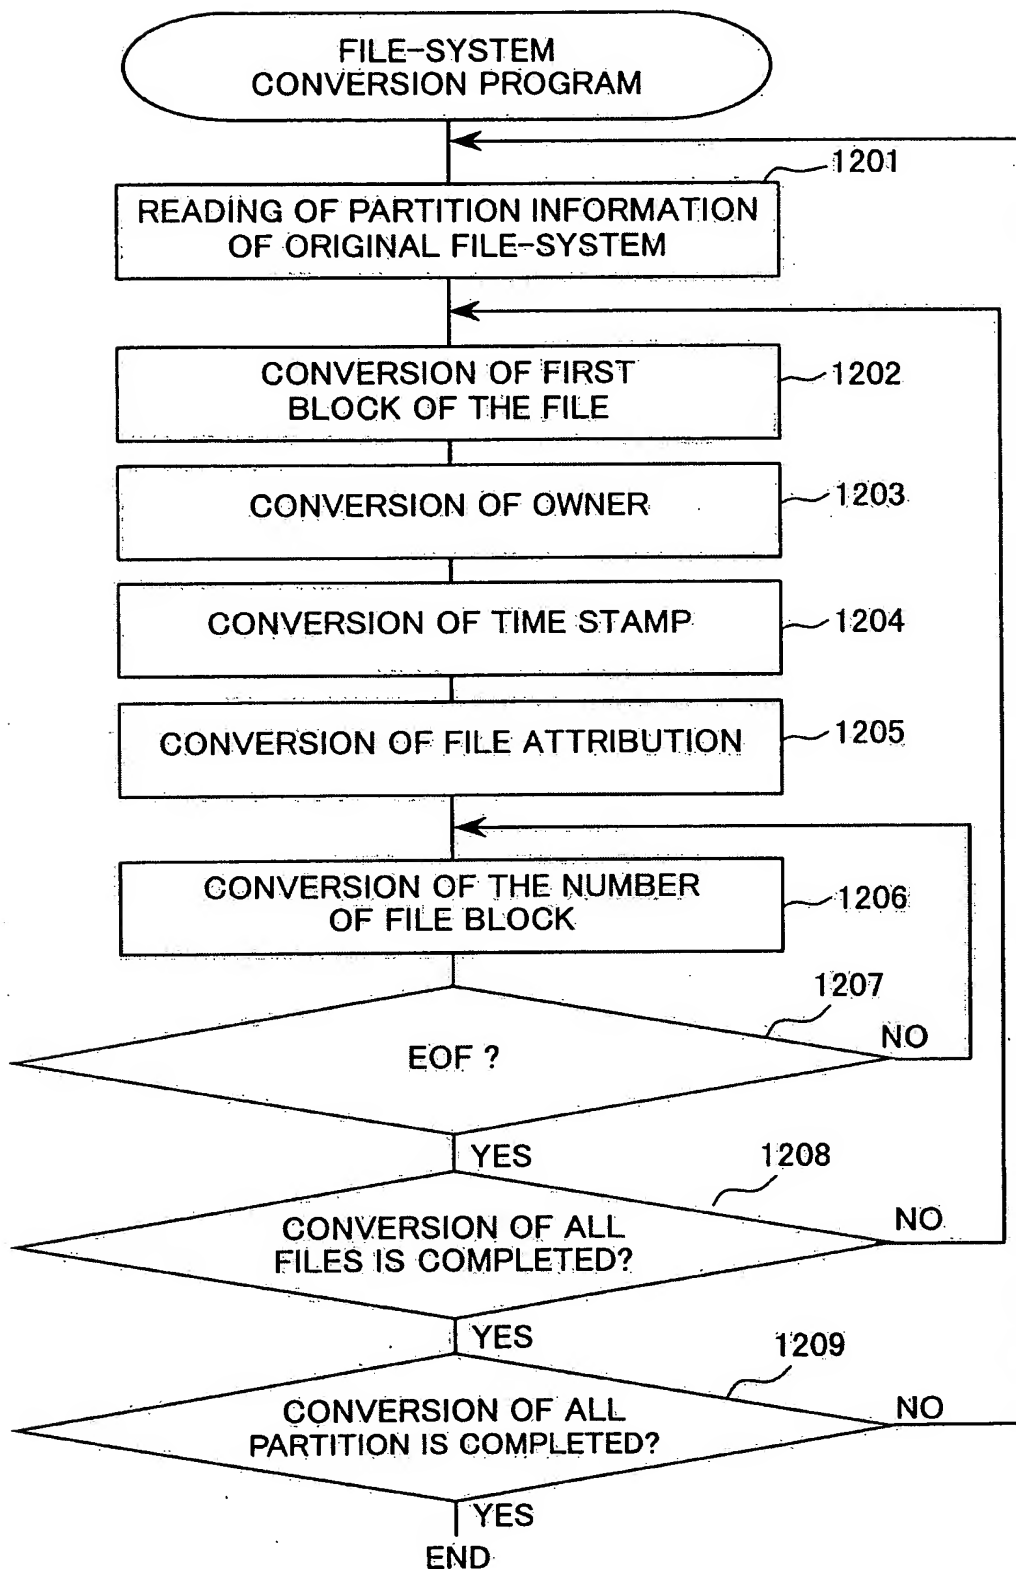 FILE-SYSTEM
CONVERSION PROGRAM
1201
READING OF PARTITION INFORMATION
OF ORIGINAL FILE-SYSTEM
CONVERSION OF FIRST
BLOCK OF THE FILE
1202
CONVERSION OF OWNER
1203
CONVERSION OF TIME STAMP
1204
CONVERSION OF FILE ATTRIBUTION
1205
CONVERSION OF THE NUMBER
OF FILE BLOCK
1206
1207
EOF ?
NO
YES
1208
CONVERSION OF ALL
FILES IS COMPLETED?
NO
YES
1209
CONVERSION OF ALL
PARTITION IS COMPLETED?
NO
YES
END